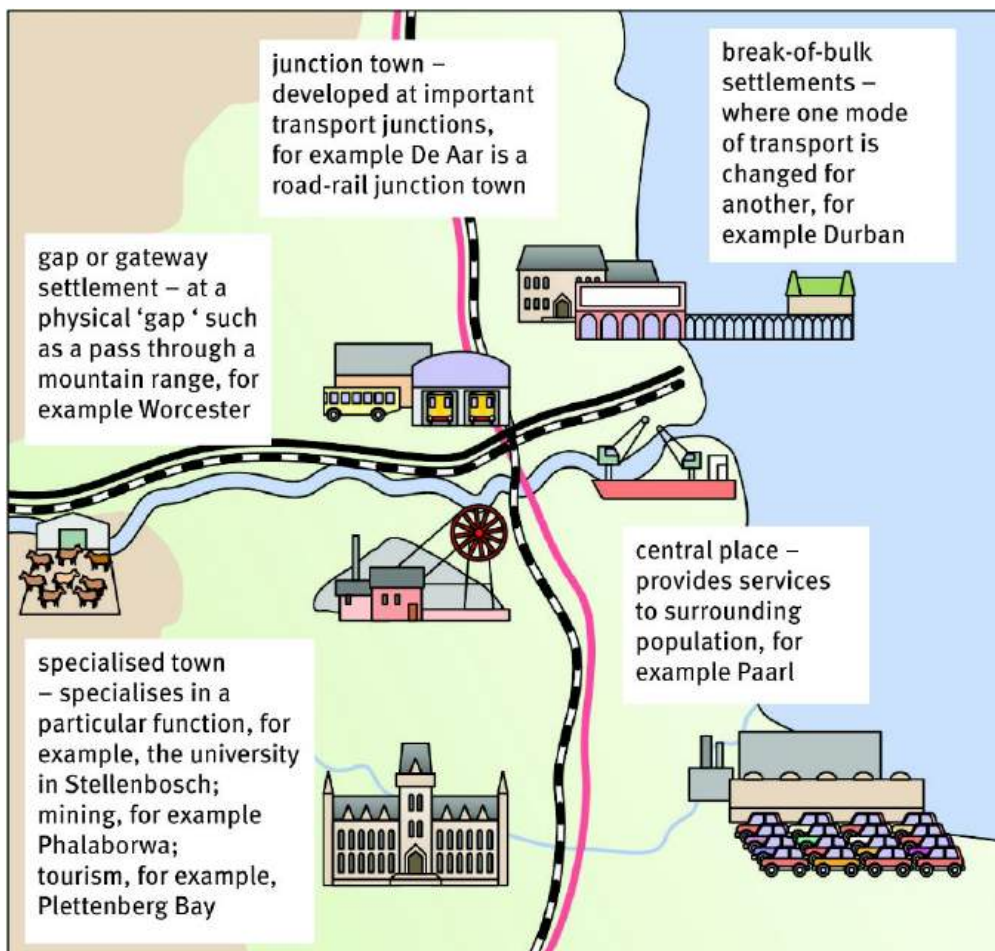 junction town –
developed at important
transport junctions,
for example De Aar is a
road-rail junction town
break-of-bulk
settlements –
where one mode
of transport is
changed for
another, for
example Durban
gap or gateway
settlement – at a
physical ‘gap ‘ such
as a pass through a
mountain range, for
example Worcester
central place –
provides services
to surrounding
population, for
example Paarl
specialised town
– specialises in a
particular function, for
example, the university
in Stellenbosch;
mining, for example
Phalaborwa;
tourism, for example,
Plettenberg Bay